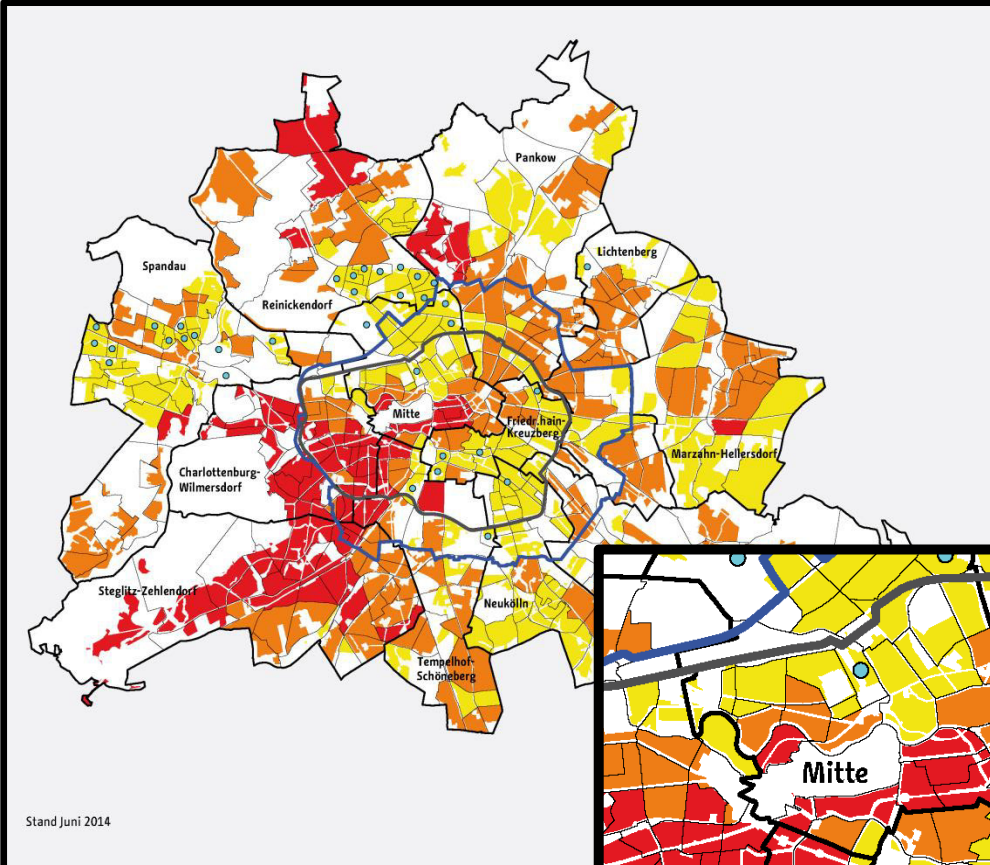 Pankow
Lichtenberg
Spandau
Reinickendorf
Mitte
Friedr.hain-
Kreuzberg
Marzahn-Hellersdorf
Charlottenburg-
Wilmersdorf
Steglitz-Zehlendorf
Neukölln
Tempelhof-
Schöneberg
Mitte
Stand Juni 2014